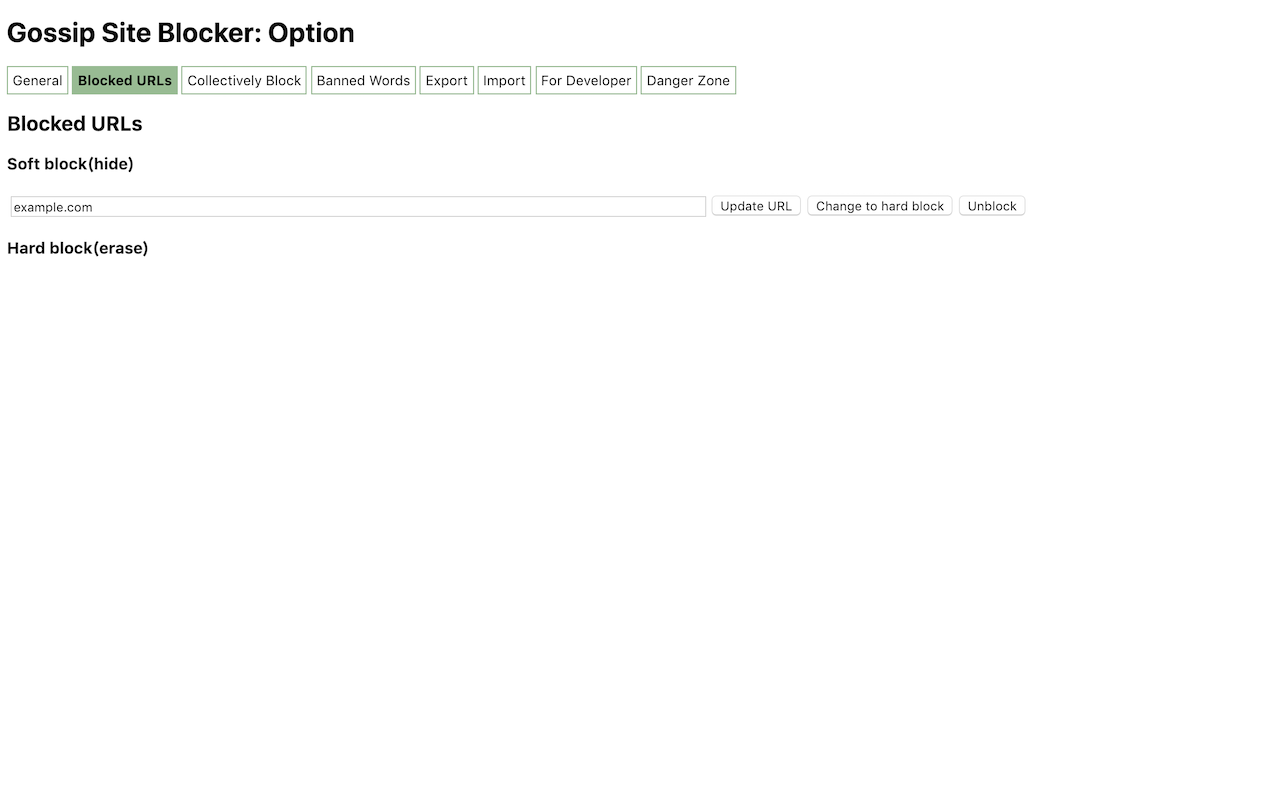 Gossip Site Blocker: Option
General Blocked URLs Collectively Block Banned Words Export Import For Developer Danger Zone
Blocked URLs
Soft block(hide)
example.com Update URL Change to hard block Unblock
Hard block(erase)